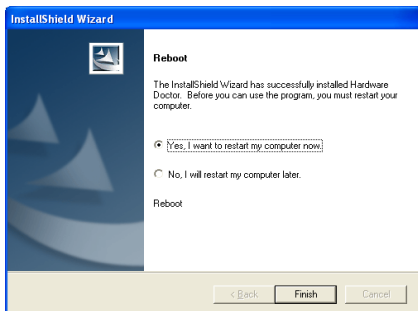 InstallShield Wizard
Reboot
The InstallShield Wizard has successfully installed Hardware
Doctor. Before you can use the program, you must restart your
computer.
Yes, I want to restart my computer now.
No, I will restart my computer later.
Reboot
< Back
Finish
Cancel